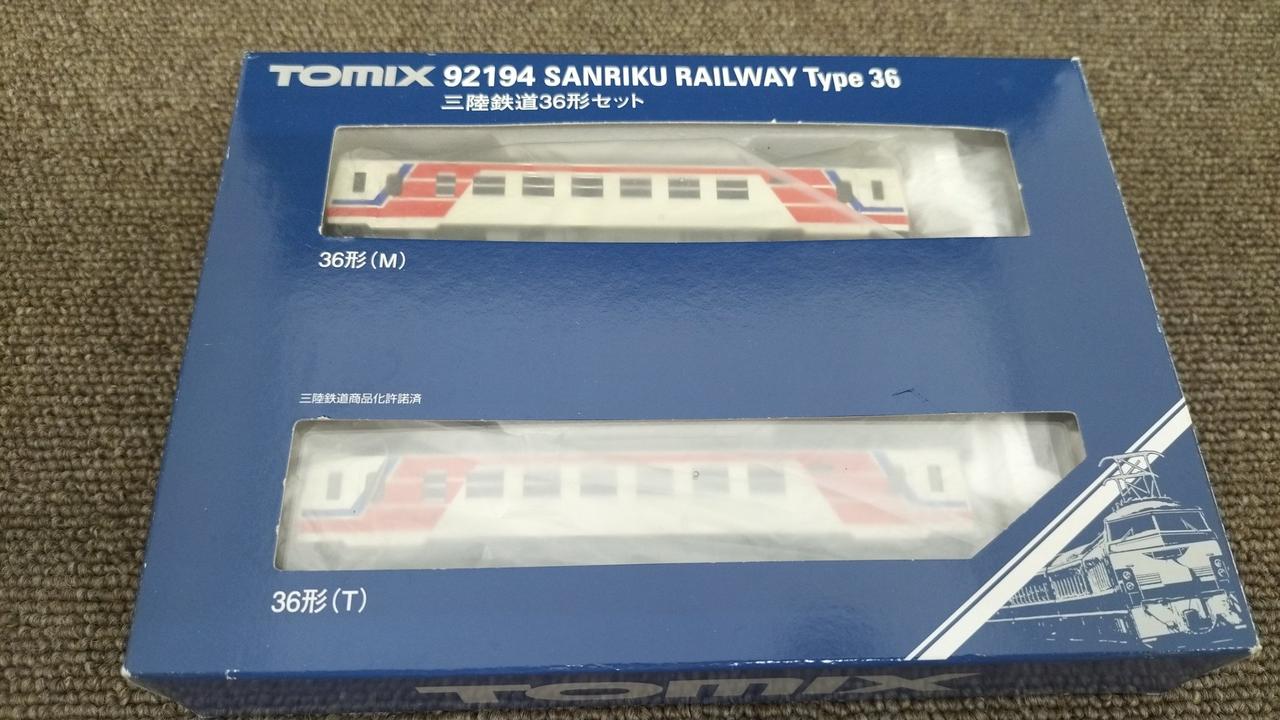 TOMIX 92194 SANRIKU RAILWAY Type 36
三陸鉄道36形セット
36形(M)
三陸鉄道商品化許諾済
36形(T)
TOMIX